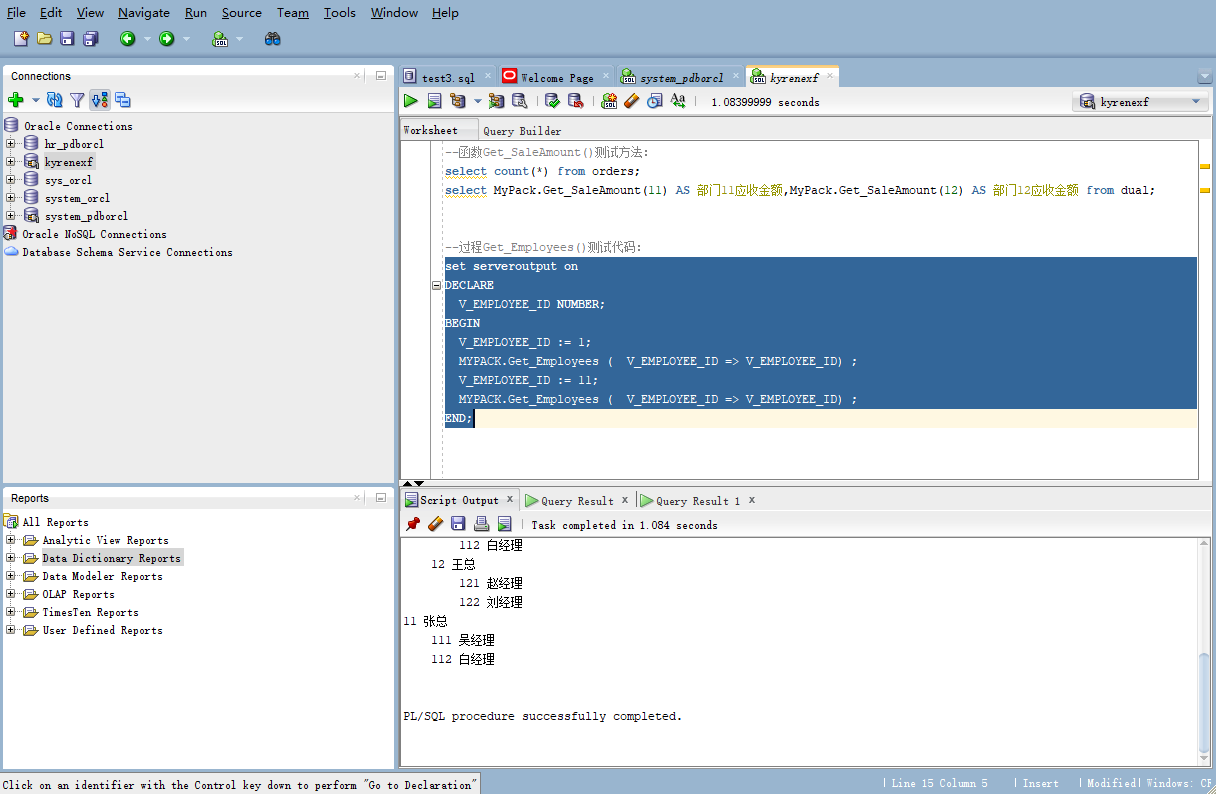 File Edit View Navigate Run Source Team Tools Window Help
Connections
Oracle Connections
hr_pdborcl
kyrenexf
sys_orcl
system_orcl
system_pdborcl
Oracle NoSQL Connections
Database Schema Service Connections
Reports
All Reports
Analytic View Reports
Data Dictionary Reports
Data Modeler Reports
OLAP Reports
TimesTen Reports
User Defined Reports
test3.sql Welcome Page system_pdborcl kyrenexf
1.08399999 seconds kyrenexf
Worksheet Query Builder
--函数Get_SaleAmount()测试方法:
select count(*) from orders;
select MyPack.Get_SaleAmount(11) AS 部门11应收金额,MyPack.Get_SaleAmount(12) AS 部门12应收金额 from dual;
--过程Get_Employees()测试代码:
set serveroutput on
DECLARE
V_EMPLOYEE_ID NUMBER;
BEGIN
V_EMPLOYEE_ID := 1;
MYPACK.Get_Employees (  V_EMPLOYEE_ID => V_EMPLOYEE_ID) ;
V_EMPLOYEE_ID := 11;
MYPACK.Get_Employees (  V_EMPLOYEE_ID => V_EMPLOYEE_ID) ;
END;
Script Output Query Result Query Result 1
Task completed in 1.084 seconds
112 白经理
12 王总
121 赵经理
122 刘经理
11 张总
111 吴经理
112 白经理
PL/SQL procedure successfully completed.
Click on an identifier with the Control key down to perform "Go to Declaration"
Line 15 Column 5 Insert Modified Windows: CF